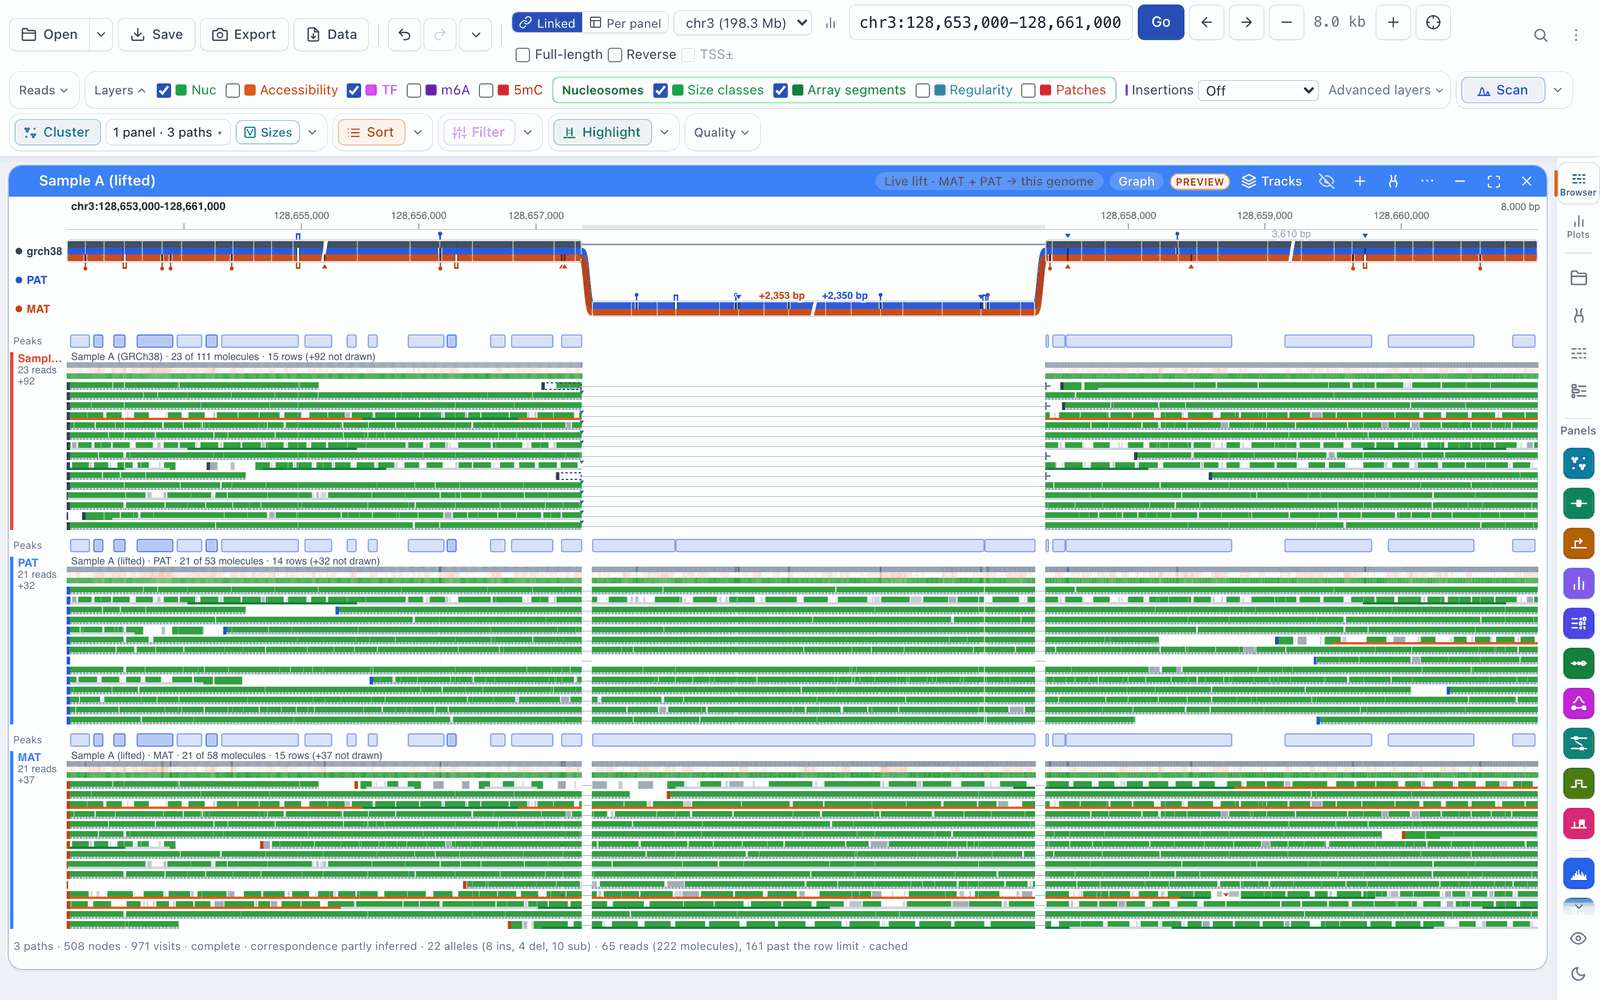 Open
Save
Export
Data
Linked
Per panel
chr3 (198.3 Mb)
chr3:128,653,000–128,661,000
Go
8.0 kb
Full-length
Reverse
TSS±
Reads
Layers
Nuc
Accessibility
TF
m6A
5mC
Nucleosomes
Size classes
Array segments
Regularity
Patches
Insertions
Off
Advanced layers
Scan
Cluster
1 panel · 3 paths
Sizes
Sort
Filter
Highlight
Quality
Sample A (lifted)
Live lift · MAT + PAT → this genome
Graph
PREVIEW
Tracks
Browser
Plots
Panels
chr3:128,653,000-128,661,000
8,000 bp
128,655,000
128,656,000
128,657,000
128,658,000
128,659,000
128,660,000
3,610 bp
grch38
PAT
MAT
+2,353 bp
+2,350 bp
Peaks
Sampl...
23 reads
+92
Sample A (GRCh38) · 23 of 111 molecules · 15 rows (+92 not drawn)
Peaks
PAT
21 reads
+32
Sample A (lifted) · PAT · 21 of 53 molecules · 14 rows (+32 not drawn)
Peaks
MAT
21 reads
+37
Sample A (lifted) · MAT · 21 of 58 molecules · 15 rows (+37 not drawn)
3 paths · 508 nodes · 971 visits · complete · correspondence partly inferred · 22 alleles (8 ins, 4 del, 10 sub) · 65 reads (222 molecules), 161 past the row limit · cached